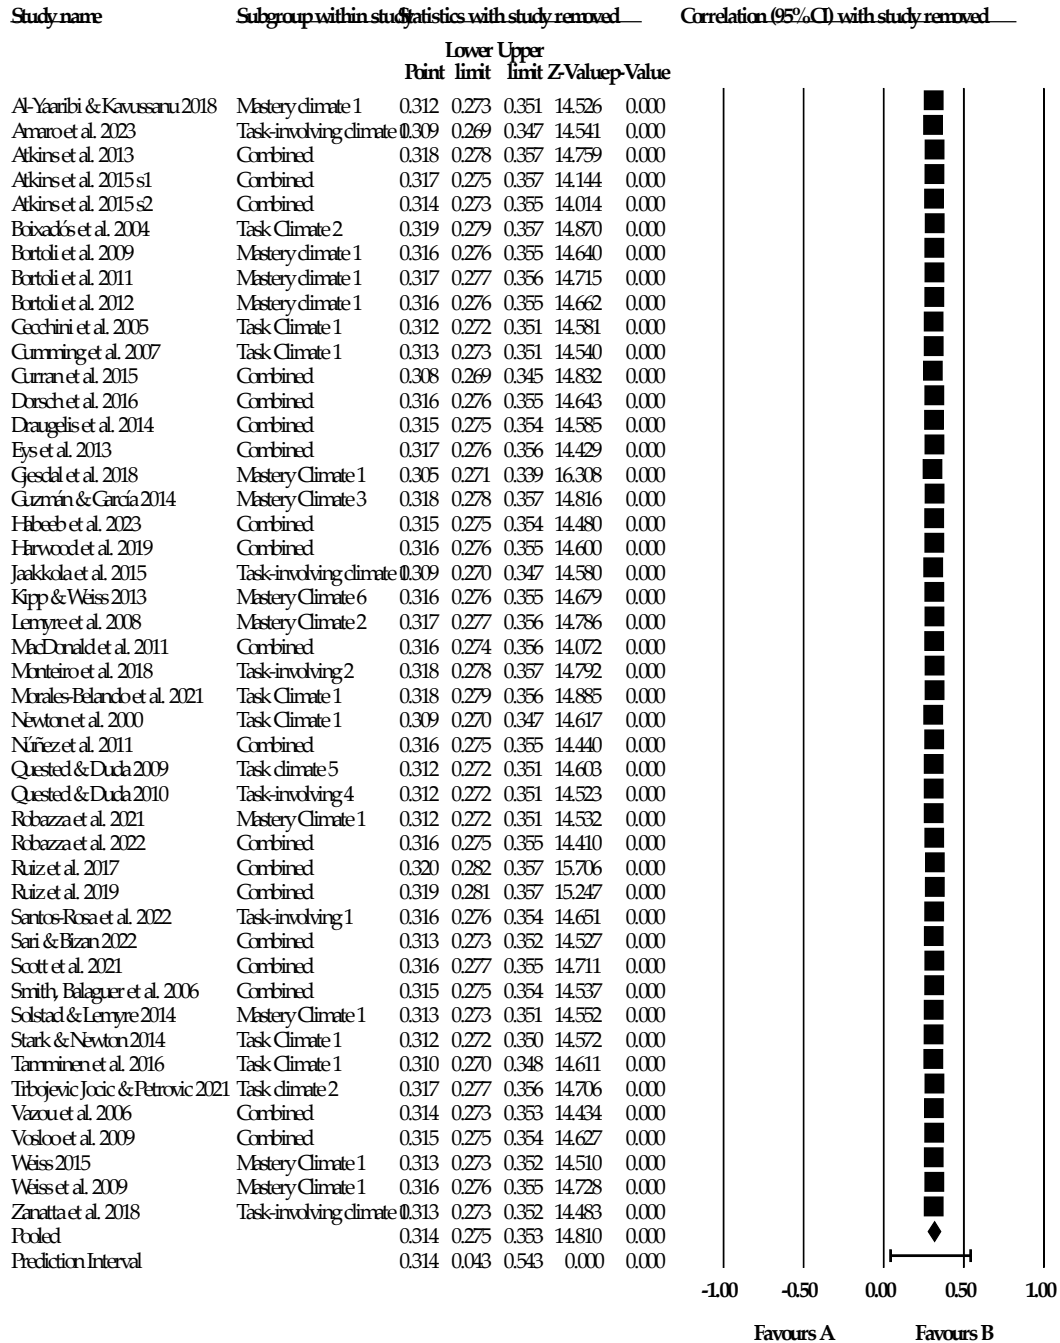 Study name Subgroup within study Statistics with study removed Correlation (95% CI) with study removed
Lower Upper
Point limit limit Z-Value p-Value
Al-Yaaribi & Kavussanu 2018 Mastery climate 1 0.312 0.273 0.351 14.526 0.000
Amaro et al. 2023 Task-involving climate 1 0.309 0.269 0.347 14.541 0.000
Atkins et al. 2013 Combined 0.318 0.278 0.357 14.759 0.000
Atkins et al. 2015 s1 Combined 0.317 0.275 0.357 14.144 0.000
Atkins et al. 2015 s2 Combined 0.314 0.273 0.355 14.014 0.000
Boixadós et al. 2004 Task Climate 2 0.319 0.279 0.357 14.870 0.000
Bortoli et al. 2009 Mastery climate 1 0.316 0.276 0.355 14.640 0.000
Bortoli et al. 2011 Mastery climate 1 0.317 0.277 0.356 14.715 0.000
Bortoli et al. 2012 Mastery climate 1 0.316 0.276 0.355 14.662 0.000
Cecchini et al. 2005 Task Climate 1 0.312 0.272 0.351 14.581 0.000
Cumming et al. 2007 Task Climate 1 0.313 0.273 0.351 14.540 0.000
Curran et al. 2015 Combined 0.308 0.269 0.345 14.832 0.000
Dorsch et al. 2016 Combined 0.316 0.276 0.355 14.643 0.000
Draugelis et al. 2014 Combined 0.315 0.275 0.354 14.585 0.000
Eys et al. 2013 Combined 0.317 0.276 0.356 14.429 0.000
Gjesdal et al. 2018 Mastery Climate 1 0.305 0.271 0.339 16.308 0.000
Guzmán & García 2014 Mastery Climate 3 0.318 0.278 0.357 14.816 0.000
Habeeb et al. 2023 Combined 0.315 0.275 0.354 14.480 0.000
Harwood et al. 2019 Combined 0.316 0.276 0.355 14.600 0.000
Jaakkola et al. 2015 Task-involving climate 1 0.309 0.270 0.347 14.580 0.000
Kipp & Weiss 2013 Mastery Climate 6 0.316 0.276 0.355 14.679 0.000
Lemyre et al. 2008 Mastery Climate 2 0.317 0.277 0.356 14.786 0.000
MacDonald et al. 2011 Combined 0.316 0.274 0.356 14.072 0.000
Monteiro et al. 2018 Task-involving 2 0.318 0.278 0.357 14.792 0.000
Morales-Belando et al. 2021 Task Climate 1 0.318 0.279 0.356 14.885 0.000
Newton et al. 2000 Task Climate 1 0.309 0.270 0.347 14.617 0.000
Núñez et al. 2011 Combined 0.316 0.275 0.355 14.440 0.000
Quested & Duda 2009 Task climate 5 0.312 0.272 0.351 14.603 0.000
Quested & Duda 2010 Task-involving 4 0.312 0.272 0.351 14.523 0.000
Robazza et al. 2021 Mastery Climate 1 0.312 0.272 0.351 14.532 0.000
Robazza et al. 2022 Combined 0.316 0.275 0.355 14.410 0.000
Ruiz et al. 2017 Combined 0.320 0.282 0.357 15.706 0.000
Ruiz et al. 2019 Combined 0.319 0.281 0.357 15.247 0.000
Santos-Rosa et al. 2022 Task-involving 1 0.316 0.276 0.354 14.651 0.000
Sari & Bizan 2022 Combined 0.313 0.273 0.352 14.527 0.000
Scott et al. 2021 Combined 0.316 0.277 0.355 14.711 0.000
Smith, Balaguer et al. 2006 Combined 0.315 0.275 0.354 14.537 0.000
Solstad & Lemyre 2014 Mastery Climate 1 0.313 0.273 0.351 14.552 0.000
Stark & Newton 2014 Task Climate 1 0.312 0.272 0.350 14.572 0.000
Tamminen et al. 2016 Task Climate 1 0.310 0.270 0.348 14.611 0.000
Trbojevic Jocic & Petrovic 2021 Task climate 2 0.317 0.277 0.356 14.706 0.000
Vazou et al. 2006 Combined 0.314 0.273 0.353 14.434 0.000
Vosloo et al. 2009 Combined 0.315 0.275 0.354 14.627 0.000
Weiss 2015 Mastery Climate 1 0.313 0.273 0.352 14.510 0.000
Weiss et al. 2009 Mastery Climate 1 0.316 0.276 0.355 14.728 0.000
Zanatta et al. 2018 Task-involving climate 1 0.313 0.273 0.352 14.483 0.000
Pooled 0.314 0.275 0.353 14.810 0.000
Prediction Interval 0.314 0.043 0.543 0.000 0.000
-1.00 -0.50 0.00 0.50 1.00
Favours A Favours B